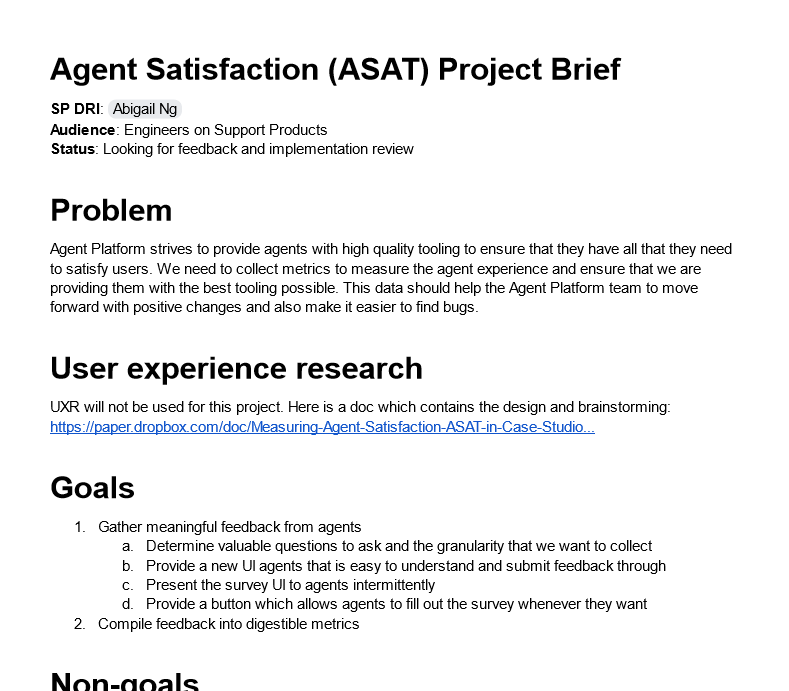 Agent Satisfaction (ASAT) Project Brief
SP DRI: Abigail Ng
Audience: Engineers on Support Products
Status: Looking for feedback and implementation review
Problem
Agent Platform strives to provide agents with high quality tooling to ensure that they have all that they need
to satisfy users. We need to collect metrics to measure the agent experience and ensure that we are
providing them with the best tooling possible. This data should help the Agent Platform team to move
forward with positive changes and also make it easier to find bugs.
User experience research
UXR will not be used for this project. Here is a doc which contains the design and brainstorming:
https://paper.dropbox.com/doc/Measuring-Agent-Satisfaction-ASAT-in-Case-Studio...
Goals
1. Gather meaningful feedback from agents
a. Determine valuable questions to ask and the granularity that we want to collect
b. Provide a new UI agents that is easy to understand and submit feedback through
c. Present the survey UI to agents intermittently
d. Provide a button which allows agents to fill out the survey whenever they want
2. Compile feedback into digestible metrics
Non-goals